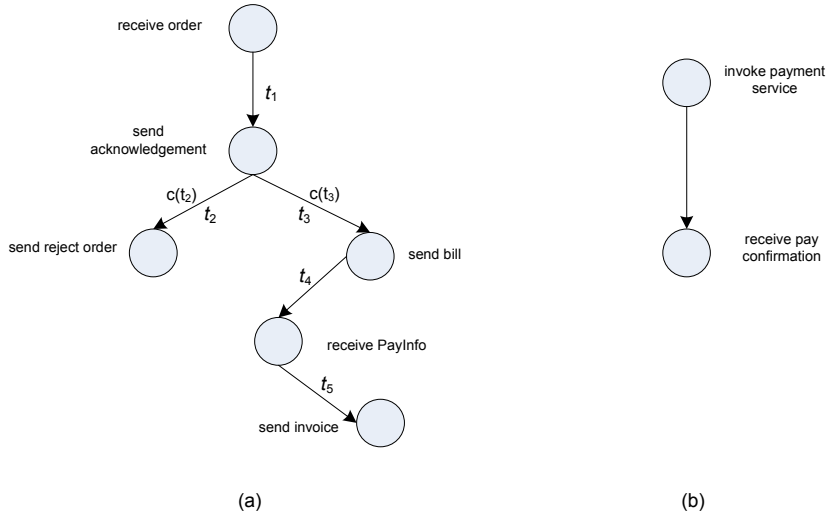 receive order
t1
send
acknowledgement
c(t2)
t2
c(t3)
t3
send reject order
send bill
t4
receive PayInfo
t5
send invoice
(a)
invoke payment
service
receive pay
confirmation
(b)